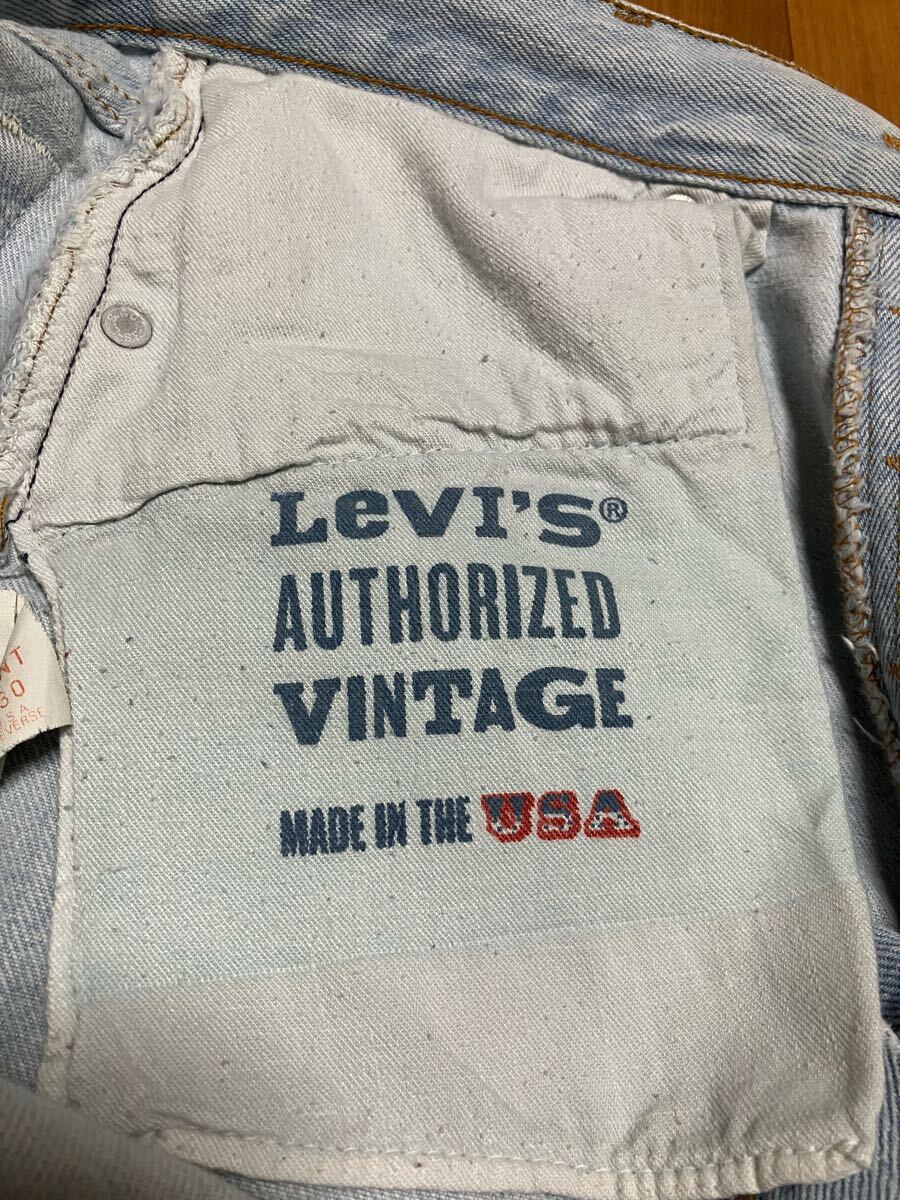 LEVI'S®
AUTHORIZED
VINTAGE
MADE IN THE USA